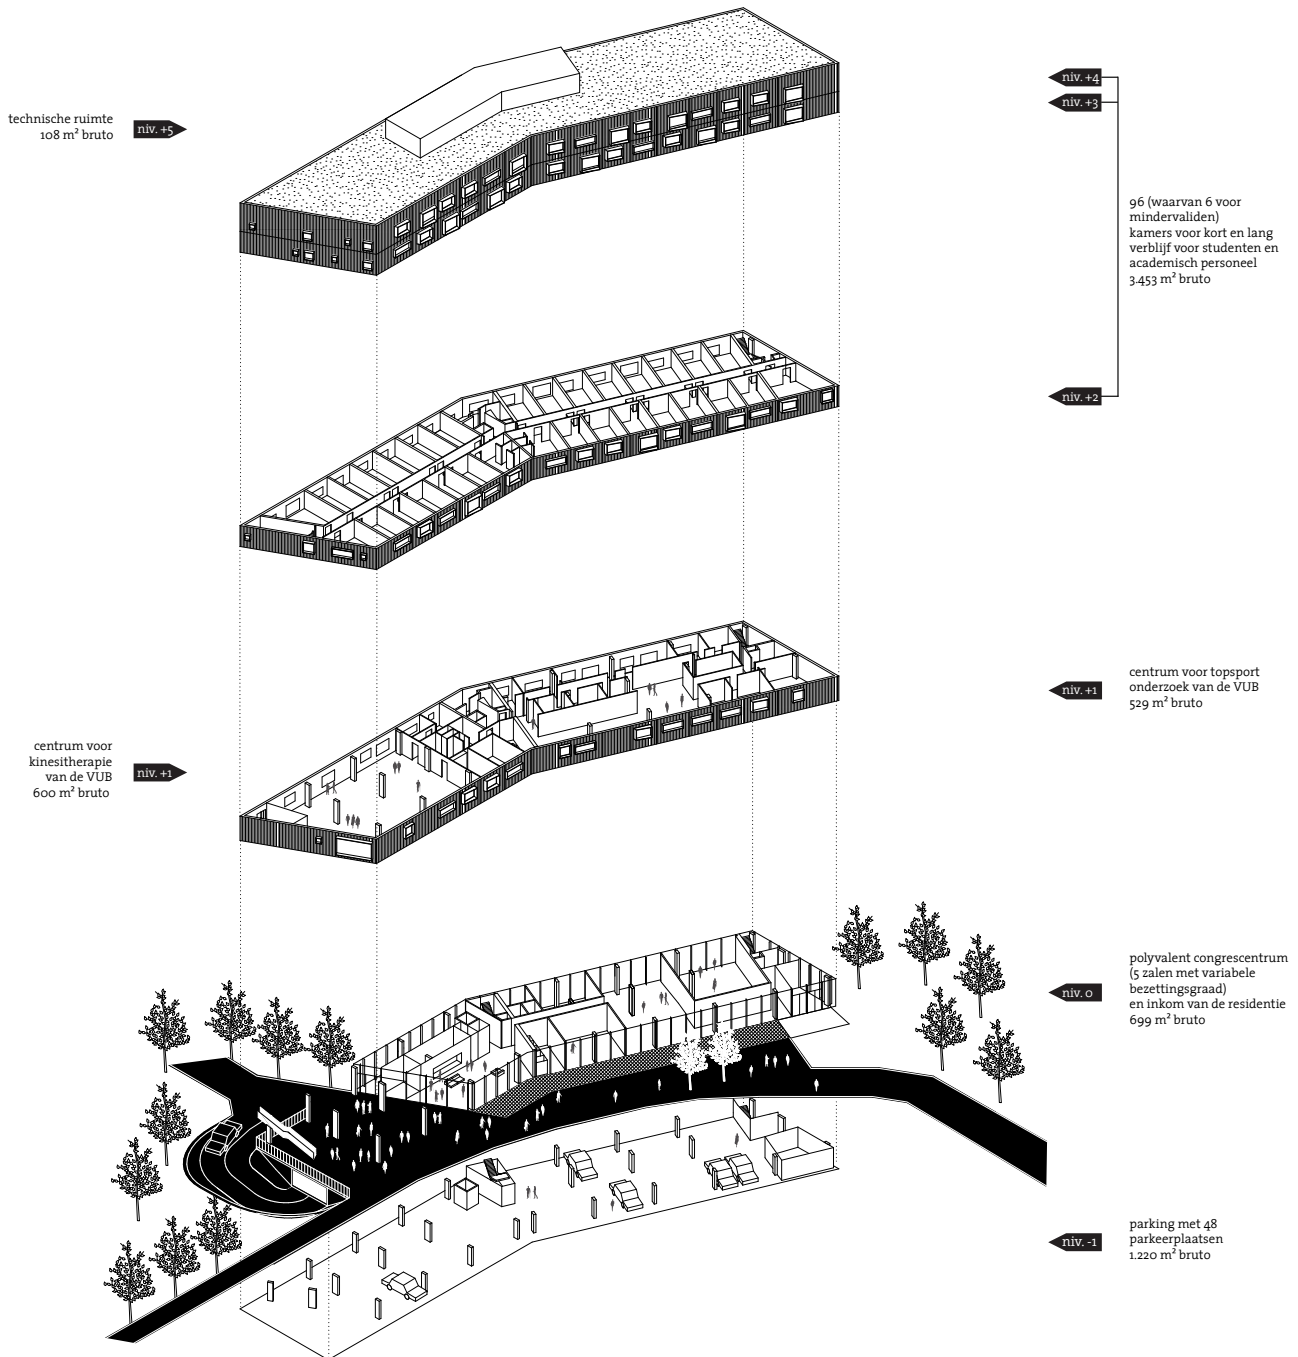 technische ruimte
108 m² bruto
niv. +5
niv. +4
niv. +3
96 (waarvan 6 voor
mindervaliden)
kamers voor kort en lang
verblijf voor studenten en
academisch personeel
3.453 m² bruto
niv. +2
niv. +1
centrum voor topsport
onderzoek van de VUB
529 m² bruto
centrum voor
kinesitherapie
van de VUB
600 m² bruto
niv. +1
niv. 0
polyvalent congrescentrum
(5 zalen met variabele
bezettingsgraad)
en inkom van de residentie
699 m² bruto
niv. -1
parking met 48
parkeerplaatsen
1.220 m² bruto